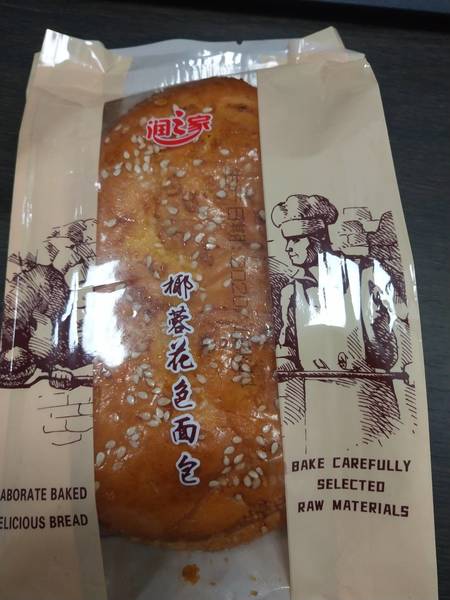 润之家
椰蓉花色面包
ABORATE BAKED
ELICIOUS BREAD
BAKE CAREFULLY
SELECTED
RAW MATERIALS